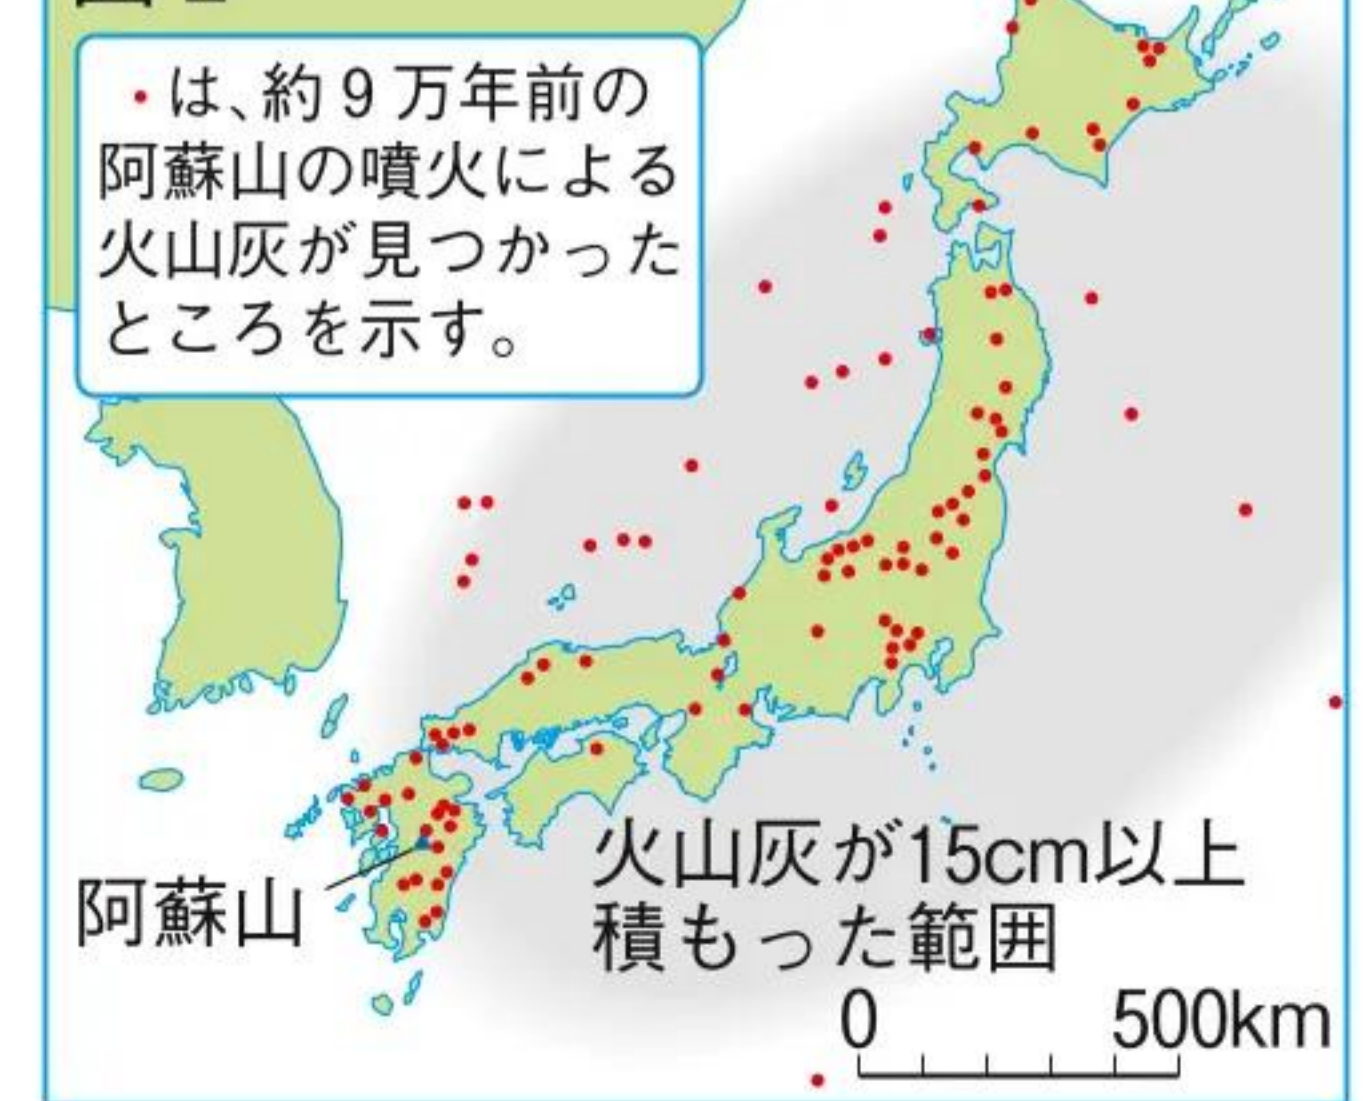 ・は、約9万年前の
阿蘇山の噴火による
火山灰が見つかった
ところを示す。
阿蘇山
火山灰が15cm以上
積もった範囲
0 500km